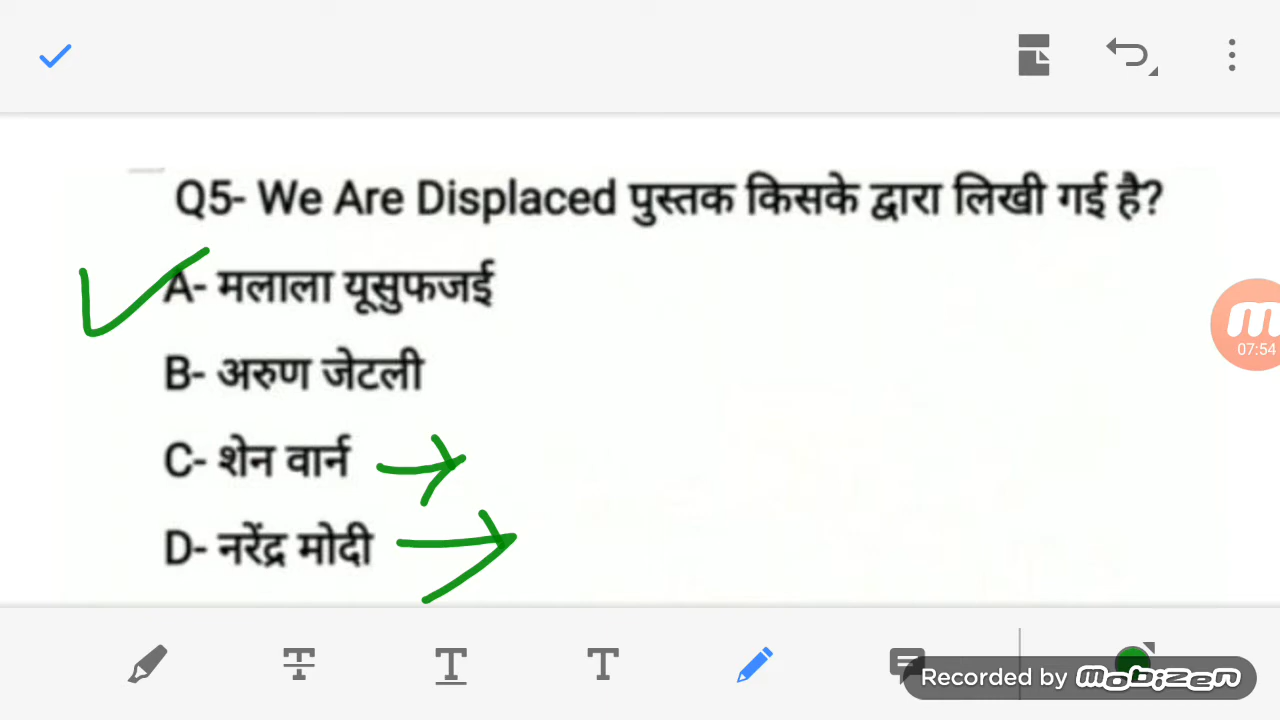 Q5- We Are Displaced पुस्तक किसके द्वारा लिखी गई है?
A- मलाला यूसुफजई
B- अरुण जेटली
C- शेन वार्न
D- नरेंद्र मोदी
07:54
T T T
Recorded by mobizen